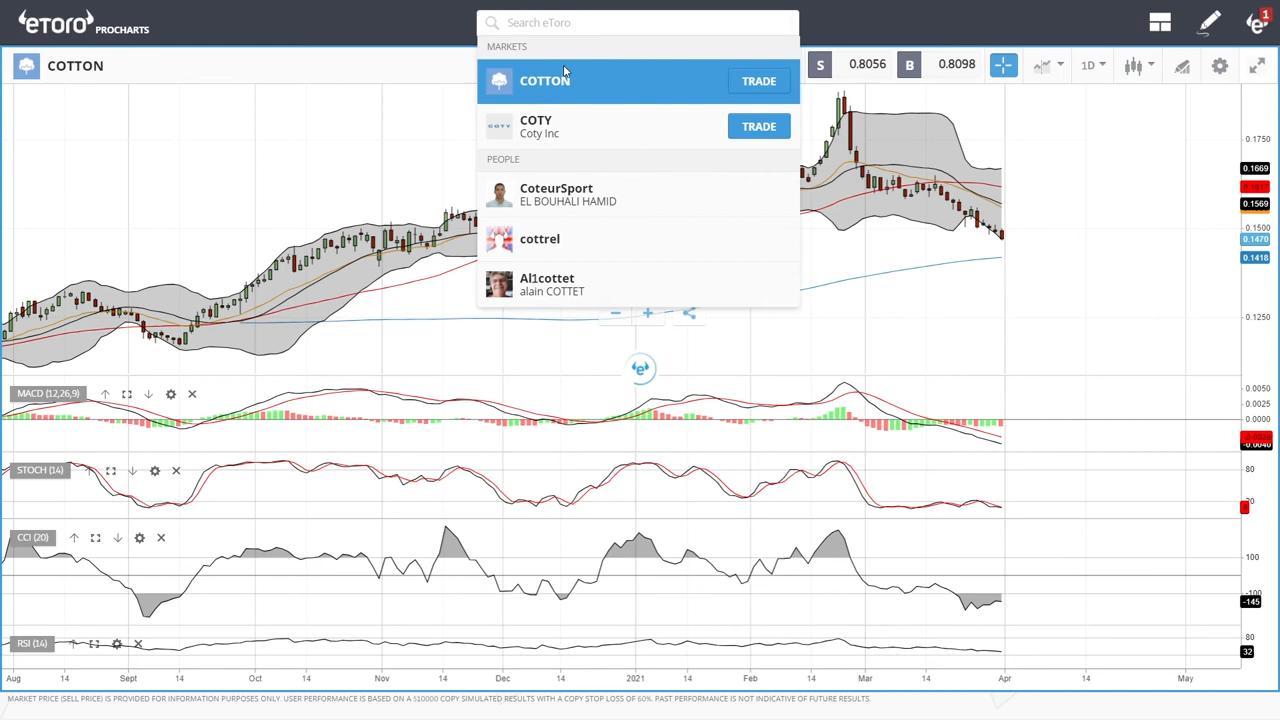 eToro PROCHARTS
Search eToro
1
COTTON
MARKETS
COTTON TRADE
COTY
Coty Inc
TRADE
PEOPLE
CoteurSport
EL BOUHALI HAMID
cottrel
Al1cottet
alain COTTET
S 0.8056 B 0.8098 1D
0.1750
0.1669
0.1569
0.1500
0.1470
0.1418
0.1250
MACD (12,26,9)
0.0050
0.0025
0.0000
STOCH (14)
80
CCI (20)
100
-145
RSI (14)
80
32
Aug 14 Sept 14 Oct 14 Nov 14 Dec 14 2021 14 Feb 14 Mar 14 Apr 14 May
MARKET PRICE (SELL PRICE) IS PROVIDED FOR INFORMATION PURPOSES ONLY. USER PERFORMANCE IS BASED ON A $10000 COPY SIMULATED RESULTS WITH A COPY STOP LOSS OF 60%. PAST PERFORMANCE IS NOT INDICATIVE OF FUTURE RESULTS.